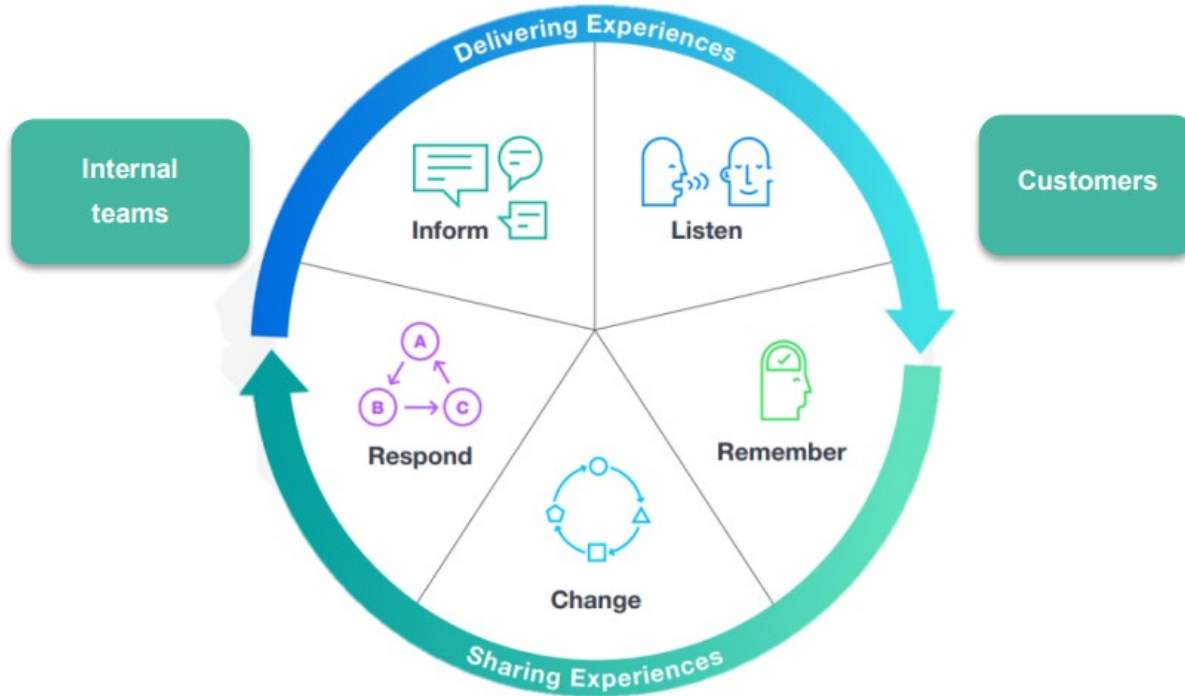 Delivering Experiences
Internal
teams
Customers
Inform
Listen
A
B
C
Respond
Remember
Change
Sharing Experiences